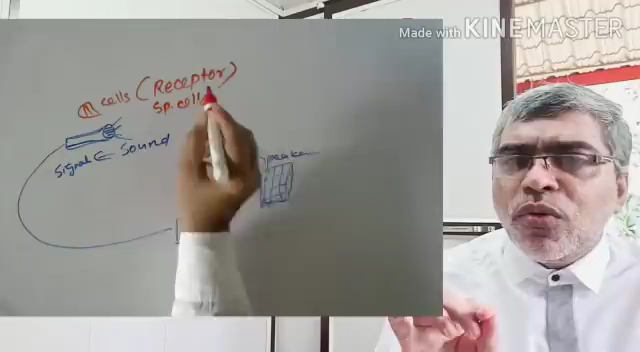 Made with KINEMASTER
cells (Receptor)
Sp. cell
Sound
Signal